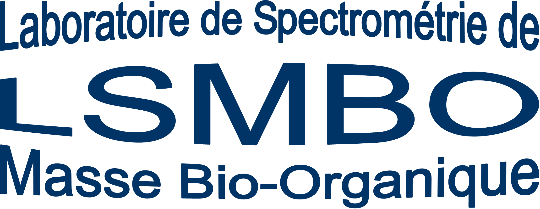 Laboratoire de Spectrométrie de
LSMBO
Masse Bio-Organique